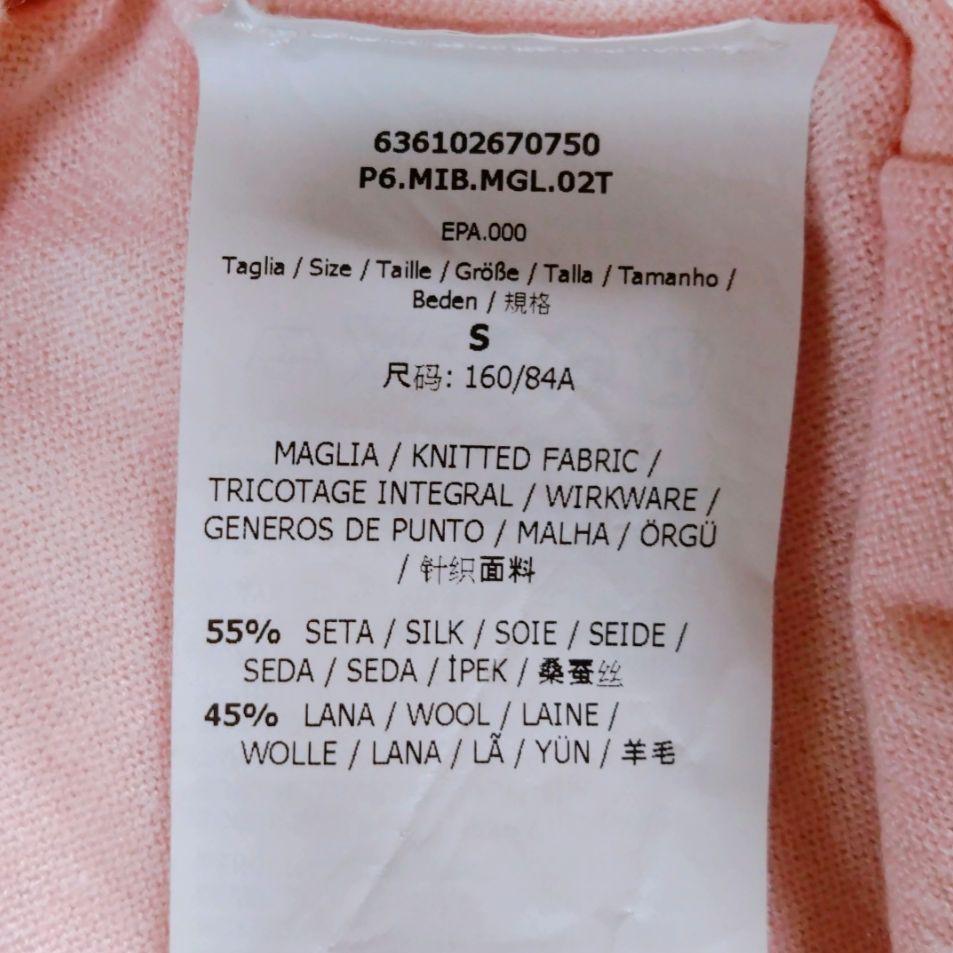 636102670750
P6.MIB.MGL.02T
EPA.000
Taglia / Size / Taille / Größe / Talla / Tamanho /
Beden / 規格
S
尺码: 160/84A
MAGLIA / KNITTED FABRIC /
TRICOTAGE INTEGRAL / WIRKWARE /
GENEROS DE PUNTO / MALHA / ÖRGÜ
/ 针织面料
55% SETA / SILK / SOIE / SEIDE /
SEDA / SEDA / İPEK / 桑蚕丝
45% LANA / WOOL / LAINE /
WOLLE / LANA / LÃ / YÜN / 羊毛